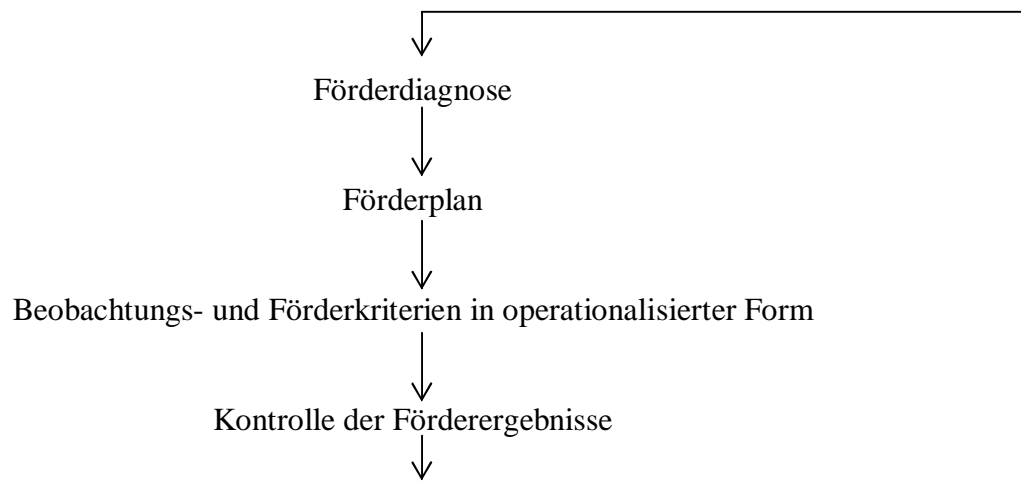 Förderdiagnose
Förderplan
Beobachtungs- und Förderkriterien in operationalisierter Form
Kontrolle der Förderergebnisse